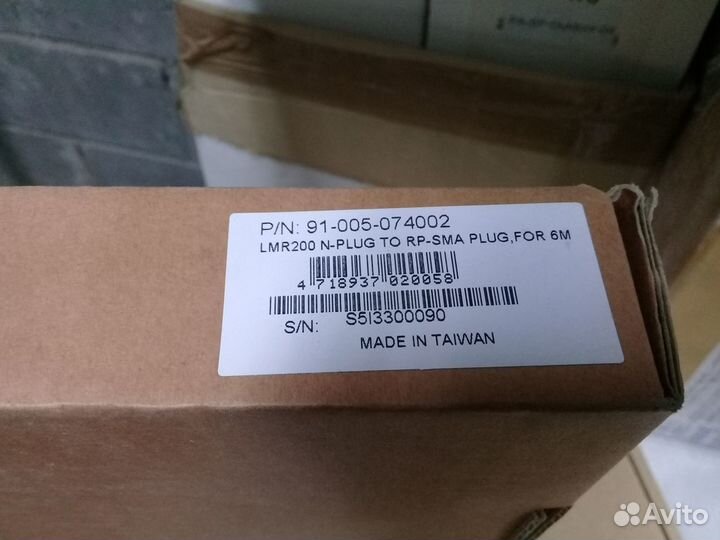 P/N: 91-005-074002
LMR200 N-PLUG TO RP-SMA PLUG,FOR 6M
4 718937 020058
S/N: S5I3300090
MADE IN TAIWAN
Avito